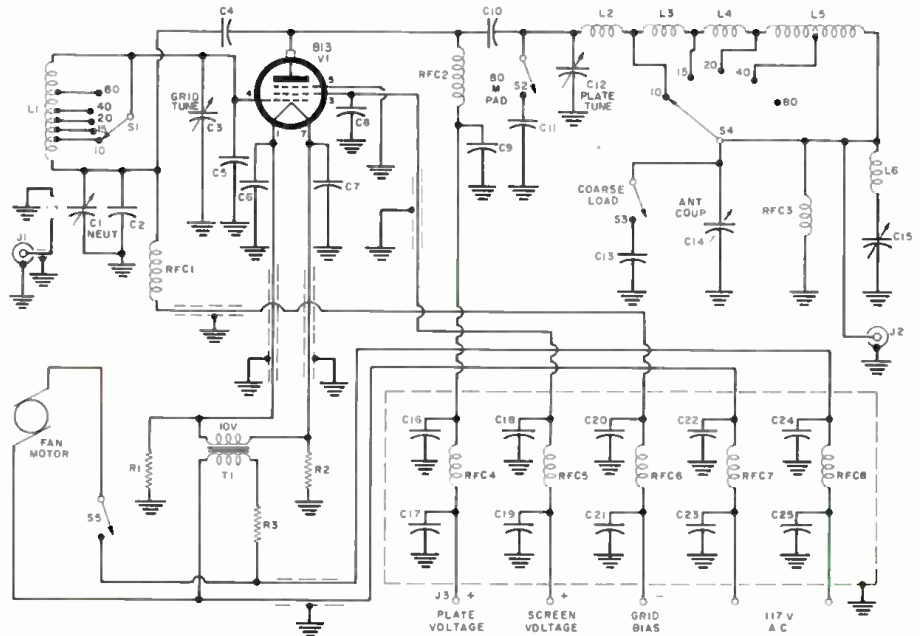 C4
C10
L2
L3
L4
L5
813
V1
RFC2
80
M
PAD
S2
C12
PLATE
TUNE
15
20
40
10
80
L1
80
40
20
15
10
S1
GRID
TUNE
C3
4
5
3
1
7
C8
C11
C9
S4
C5
C6
C7
COARSE
LOAD
S3
ANT
COUP
C14
RFC3
L6
C15
C13
J1
C1
NEUT
C2
RFC1
J2
FAN
MOTOR
10V
T1
R1
R2
R3
S5
C16
C18
C20
C22
C24
RFC4
RFC5
RFC6
RFC7
RFC8
C17
C19
C21
C23
C25
J3 +
+
-
PLATE
VOLTAGE
SCREEN
VOLTAGE
GRID
BIAS
117 V
A C